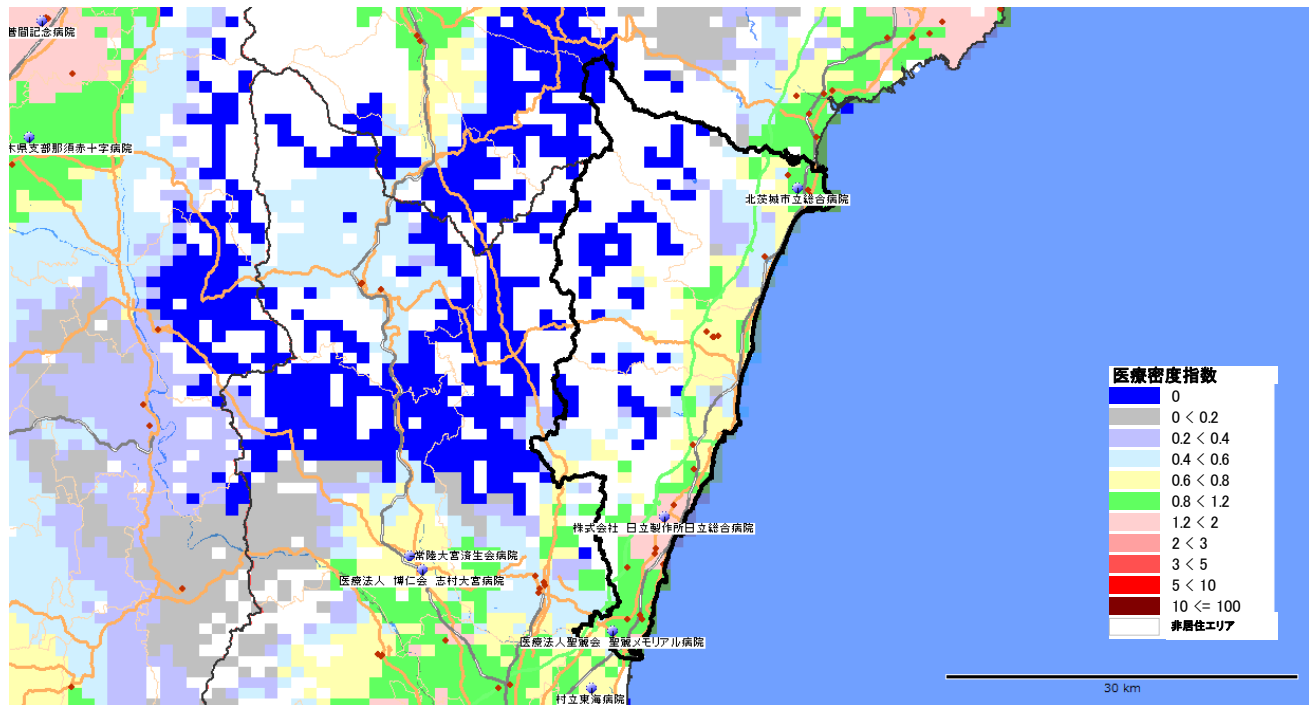 菅間記念病院
木県支部那須赤十字病院
北茨城市立総合病院
医療密度指数
0
0 < 0.2
0.2 < 0.4
0.4 < 0.6
0.6 < 0.8
0.8 < 1.2
1.2 < 2
2 < 3
3 < 5
5 < 10
10 <= 100
非居住エリア
株式会社 日立製作所日立総合病院
常陸大宮済生会病院
医療法人 博仁会 志村大宮病院
医療法人聖麗会 聖麗メモリアル病院
村立東海病院
30 km